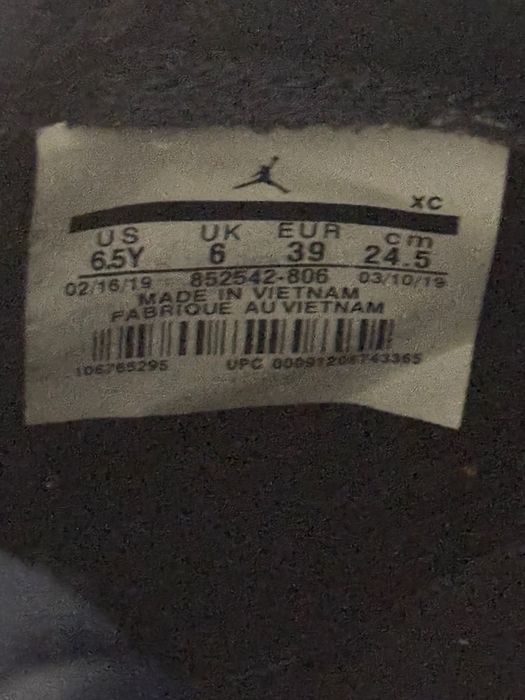 XC
US UK EUR cm
6.5Y 6 39 24.5
02/16/19 852542-806 03/10/19
MADE IN VIETNAM
FABRIQUE AU VIETNAM
106765295 UPC